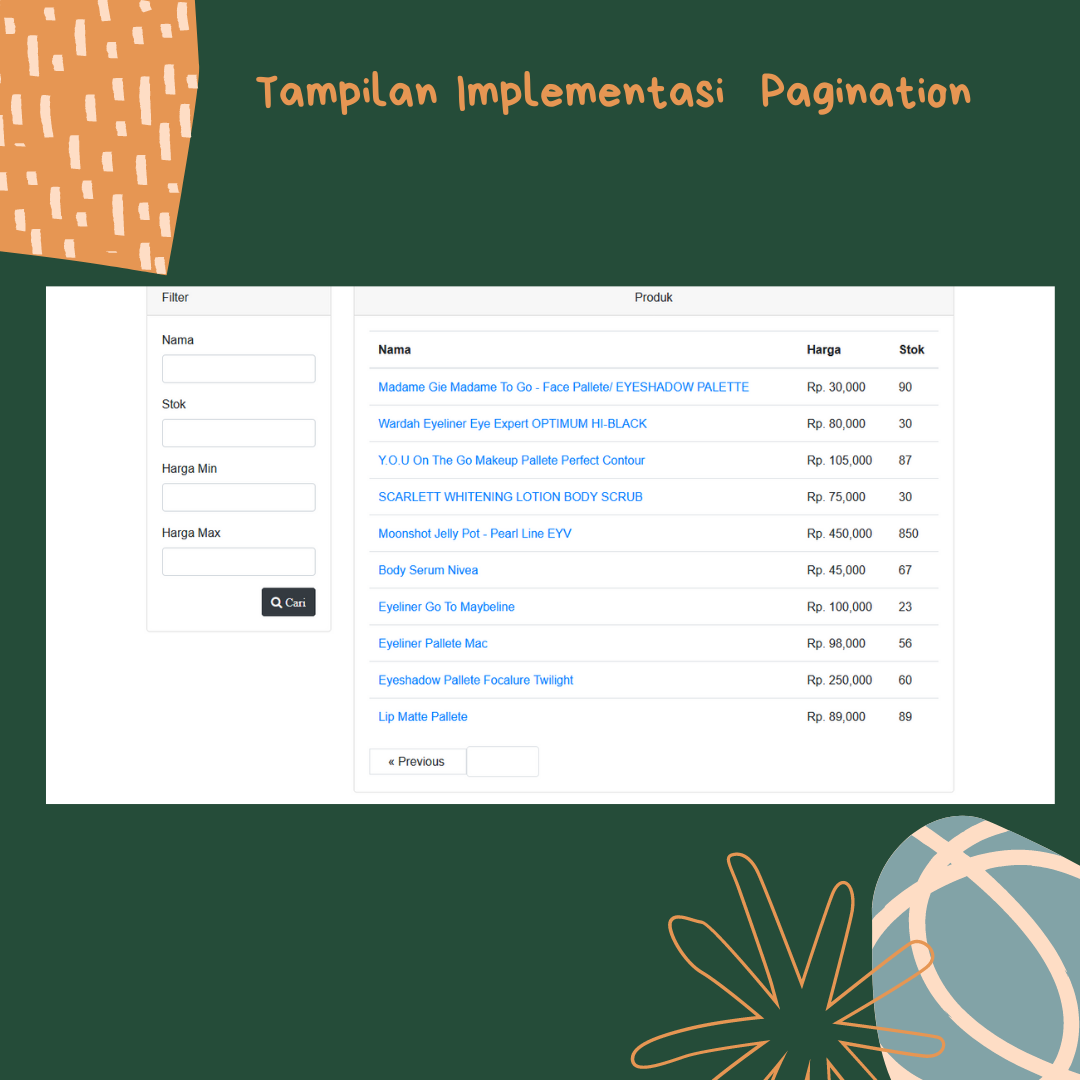 Tampilan Implementasi Pagination
Filter
Nama
Stok
Harga Min
Harga Max
Cari
Produk
Nama Harga Stok
Madame Gie Madame To Go - Face Pallete/ EYESHADOW PALETTE Rp. 30,000 90
Wardah Eyeliner Eye Expert OPTIMUM HI-BLACK Rp. 80,000 30
Y.O.U On The Go Makeup Pallete Perfect Contour Rp. 105,000 87
SCARLETT WHITENING LOTION BODY SCRUB Rp. 75,000 30
Moonshot Jelly Pot - Pearl Line EYV Rp. 450,000 850
Body Serum Nivea Rp. 45,000 67
Eyeliner Go To Maybeline Rp. 100,000 23
Eyeliner Pallete Mac Rp. 98,000 56
Eyeshadow Pallete Focalure Twilight Rp. 250,000 60
Lip Matte Pallete Rp. 89,000 89
« Previous